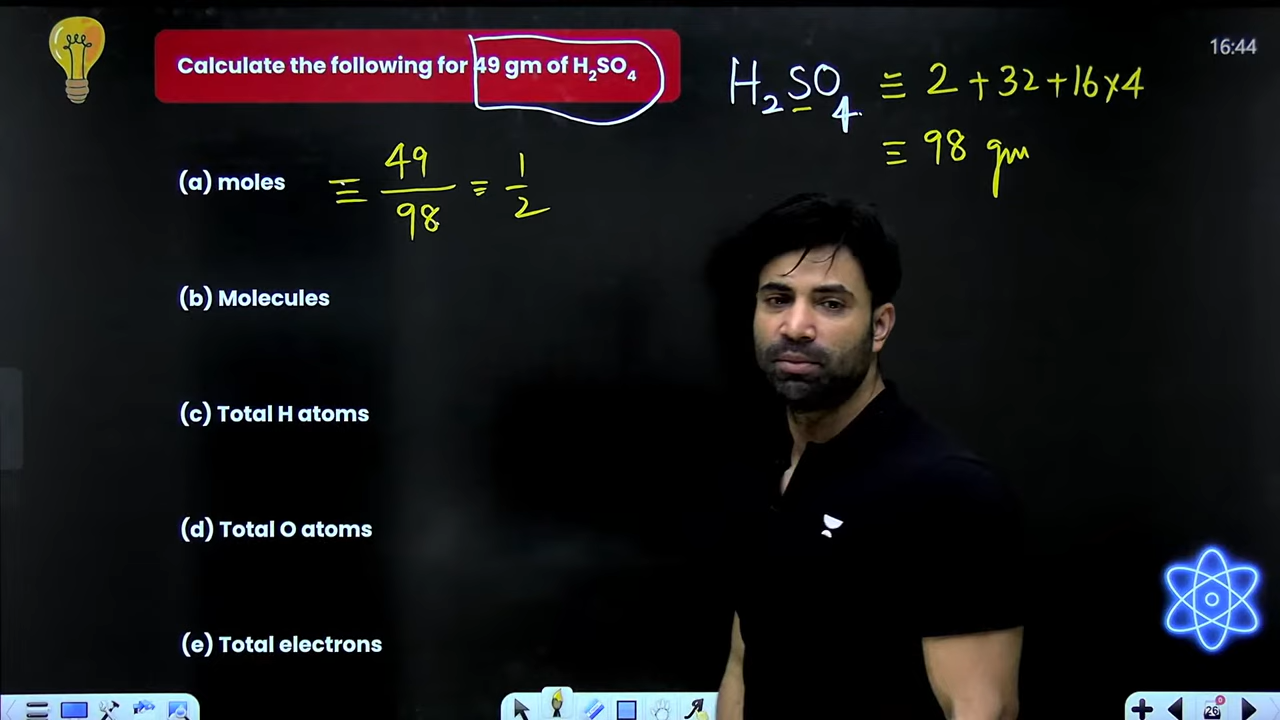 Calculate the following for 49 gm of H₂SO₄
H₂SO₄ ≡ 2 + 32 + 16 × 4
≡ 98 gm
16:44
(a) moles ≡ 49/98 ≡ 1/2
(b) Molecules
(c) Total H atoms
(d) Total O atoms
(e) Total electrons
26